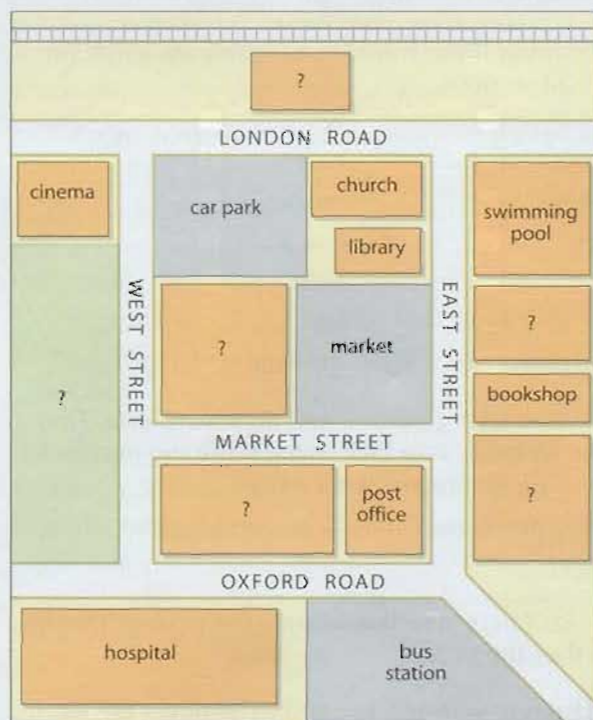 ?
LONDON ROAD
cinema
car park
church
swimming
pool
library
WEST STREET
EAST STREET
?
market
?
?
bookshop
MARKET STREET
?
post
office
?
OXFORD ROAD
hospital
bus
station